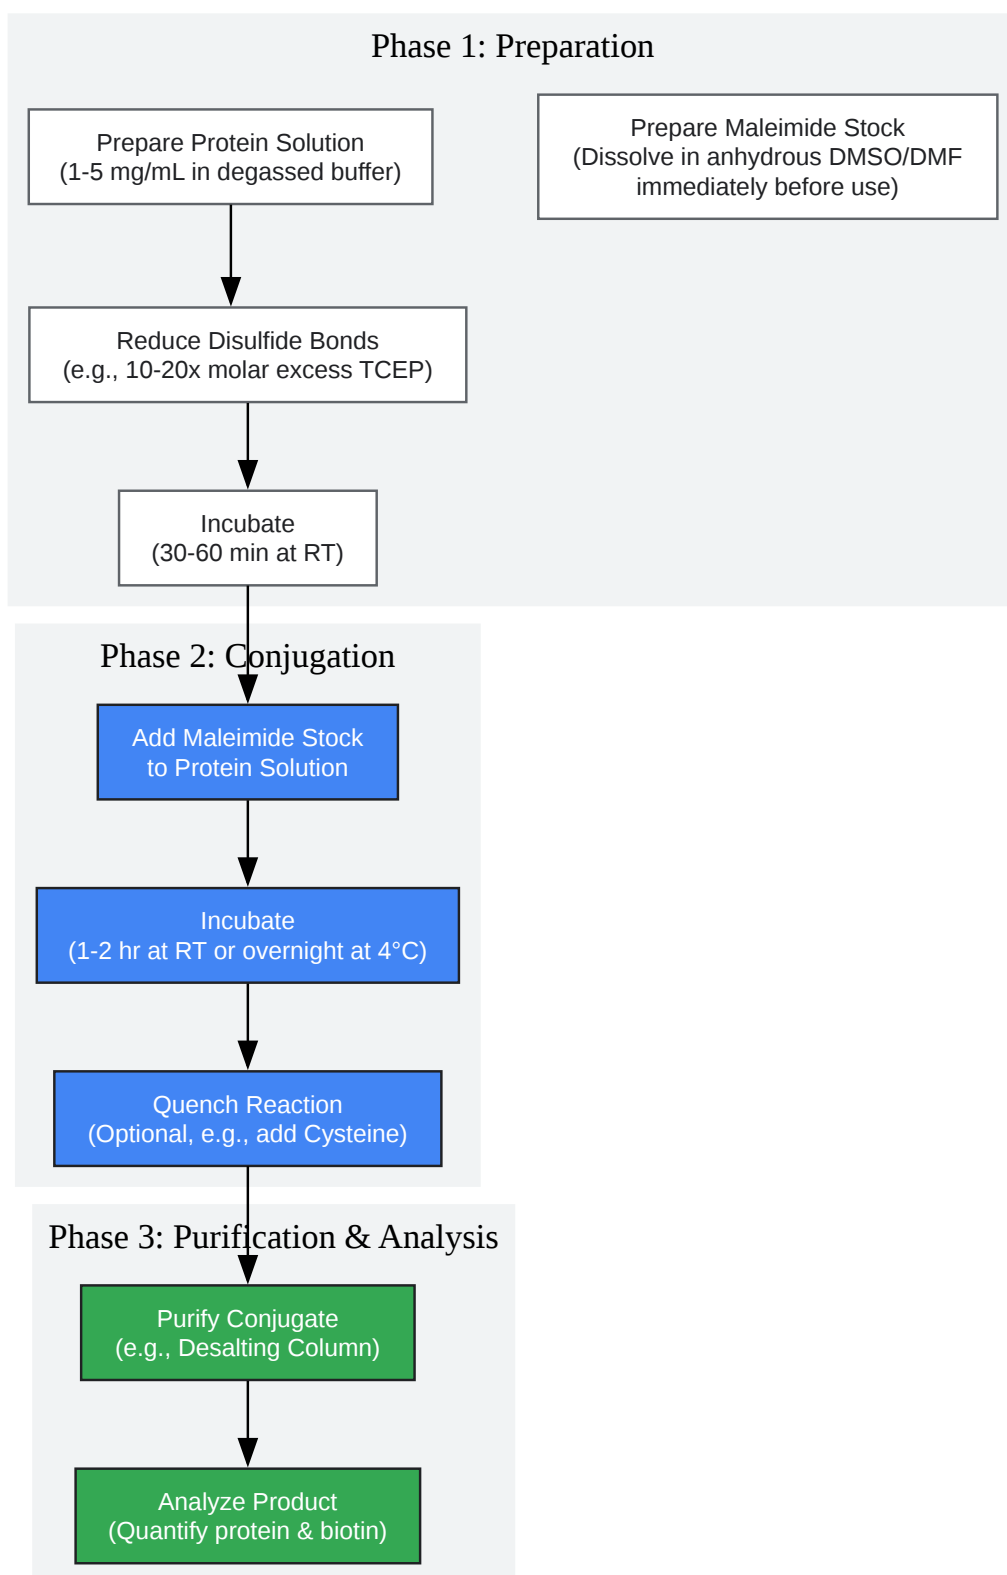 Phase 1: Preparation
Prepare Protein Solution
(1-5 mg/mL in degassed buffer)
Prepare Maleimide Stock
(Dissolve in anhydrous DMSO/DMF
immediately before use)
Reduce Disulfide Bonds
(e.g., 10-20x molar excess TCEP)
Incubate
(30-60 min at RT)
Phase 2: Conjugation
Add Maleimide Stock
to Protein Solution
Incubate
(1-2 hr at RT or overnight at 4°C)
Quench Reaction
(Optional, e.g., add Cysteine)
Phase 3: Purification & Analysis
Purify Conjugate
(e.g., Desalting Column)
Analyze Product
(Quantify protein & biotin)